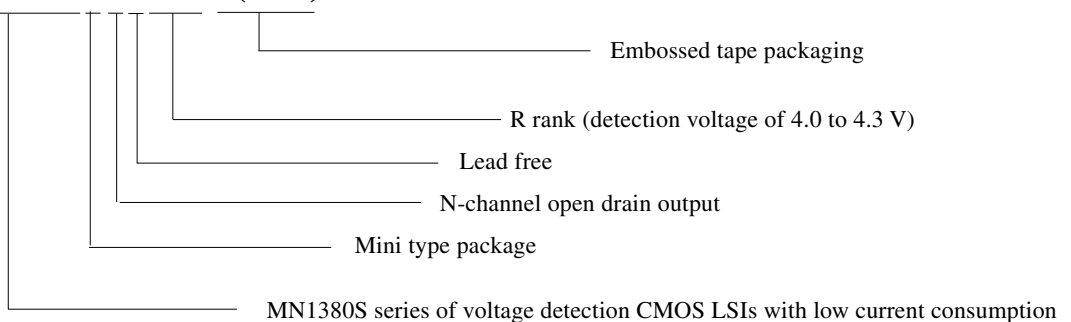 Embossed tape packaging
R rank (detection voltage of 4.0 to 4.3 V)
Lead free
N-channel open drain output
Mini type package
MN1380S series of voltage detection CMOS LSIs with low current consumption